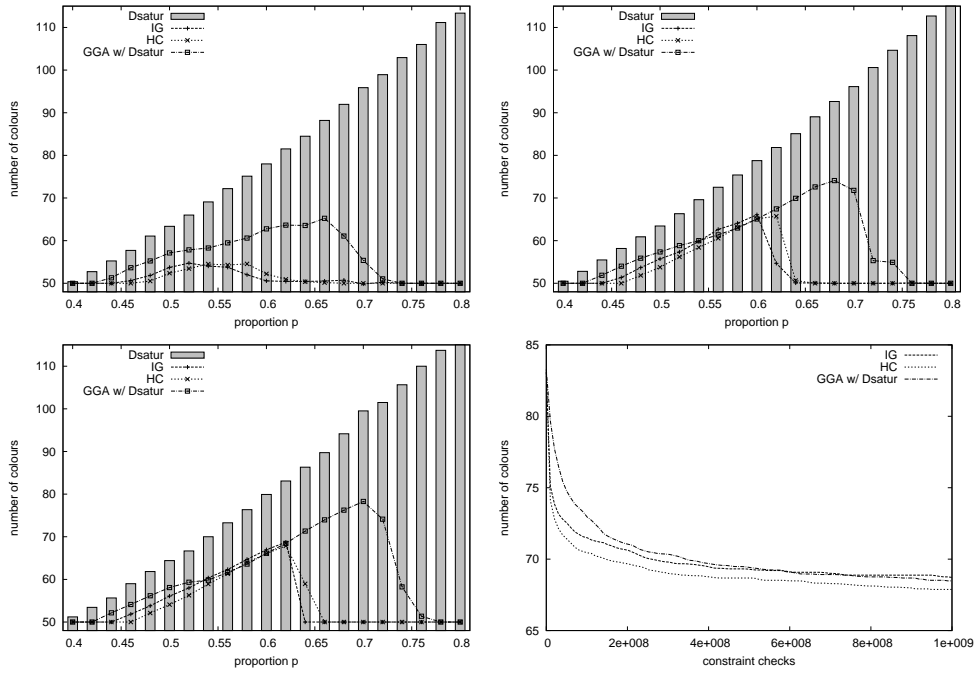 Dsatur
IG
HC
GGA w/ Dsatur
number of colours
110
100
90
80
70
60
50
0.4 0.45 0.5 0.55 0.6 0.65 0.7 0.75 0.8
proportion p
Dsatur
IG
HC
GGA w/ Dsatur
number of colours
110
100
90
80
70
60
50
0.4 0.45 0.5 0.55 0.6 0.65 0.7 0.75 0.8
proportion p
Dsatur
IG
HC
GGA w/ Dsatur
number of colours
110
100
90
80
70
60
50
0.4 0.45 0.5 0.55 0.6 0.65 0.7 0.75 0.8
proportion p
IG
HC
GGA w/ Dsatur
number of colours
85
80
75
70
65
0 2e+008 4e+008 6e+008 8e+008 1e+009
constraint checks